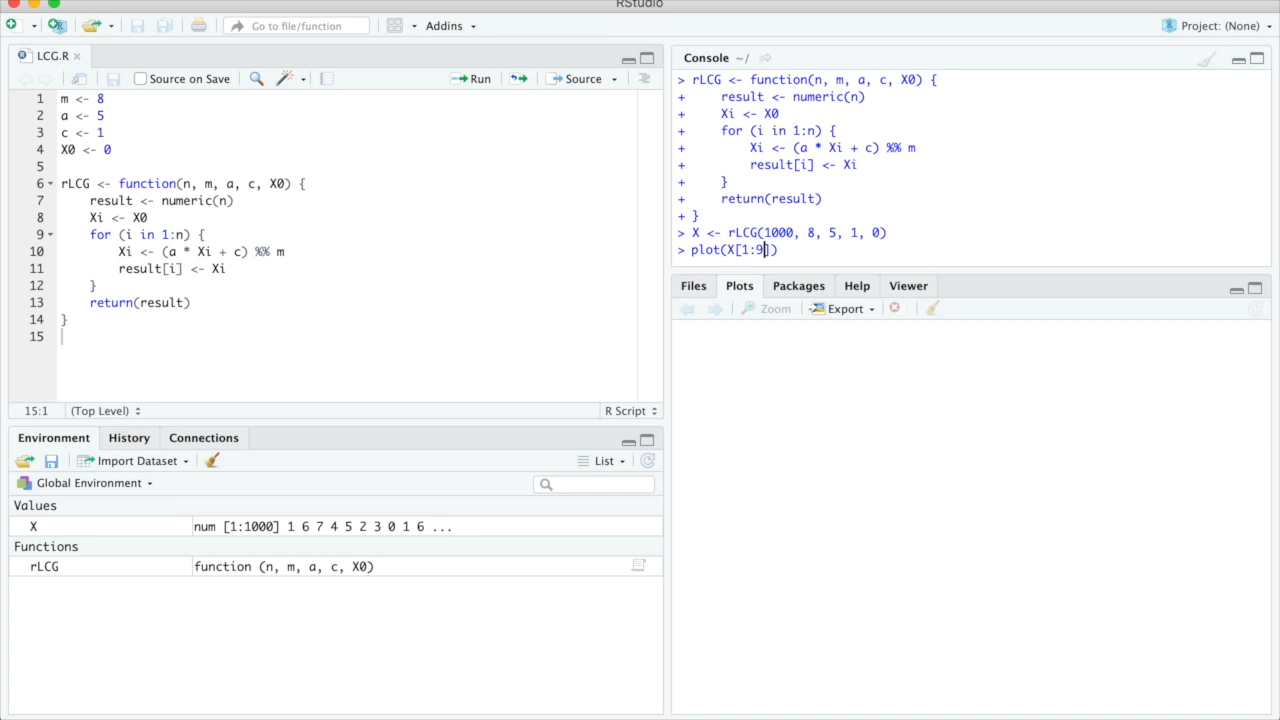 RStudio
Go to file/function
Addins
Project: (None)
LCG.R
Source on Save
Run
Source
1 m <- 8
2 a <- 5
3 c <- 1
4 X0 <- 0
5
6 rLCG <- function(n, m, a, c, X0) {
7 result <- numeric(n)
8 Xi <- X0
9 for (i in 1:n) {
10 Xi <- (a * Xi + c) %% m
11 result[i] <- Xi
12 }
13 return(result)
14 }
15
15:1 (Top Level) R Script
Environment History Connections
Import Dataset List
Global Environment
Values
X num [1:1000] 1 6 7 4 5 2 3 0 1 6 ...
Functions
rLCG function (n, m, a, c, X0)
Console ~/
> rLCG <- function(n, m, a, c, X0) {
+ result <- numeric(n)
+ Xi <- X0
+ for (i in 1:n) {
+ Xi <- (a * Xi + c) %% m
+ result[i] <- Xi
+ }
+ return(result)
+ }
> X <- rLCG(1000, 8, 5, 1, 0)
> plot(X[1:9])
Files Plots Packages Help Viewer
Zoom Export